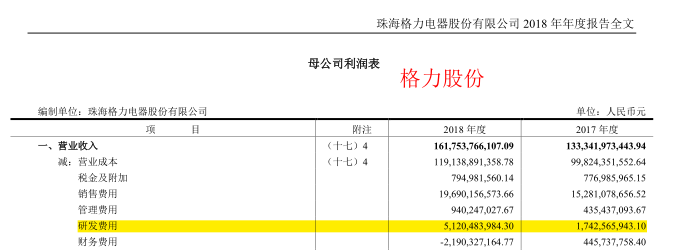 珠海格力电器股份有限公司 2018 年年度报告全文
母公司利润表
格力股份
编制单位：珠海格力电器股份有限公司 单位：人民币元
项 目 附注 2018 年度 2017 年度
一、营业收入 （十七）4 161,753,766,107.09 133,341,973,443.94
减：营业成本 （十七）4 119,138,891,358.78 99,824,351,552.64
税金及附加 794,981,560.14 776,985,965.15
销售费用 19,690,156,573.66 15,281,078,656.52
管理费用 940,247,027.67 435,437,093.67
研发费用 5,120,483,984.30 1,742,565,943.10
财务费用 -2,190,327,164.77 445,737,758.40